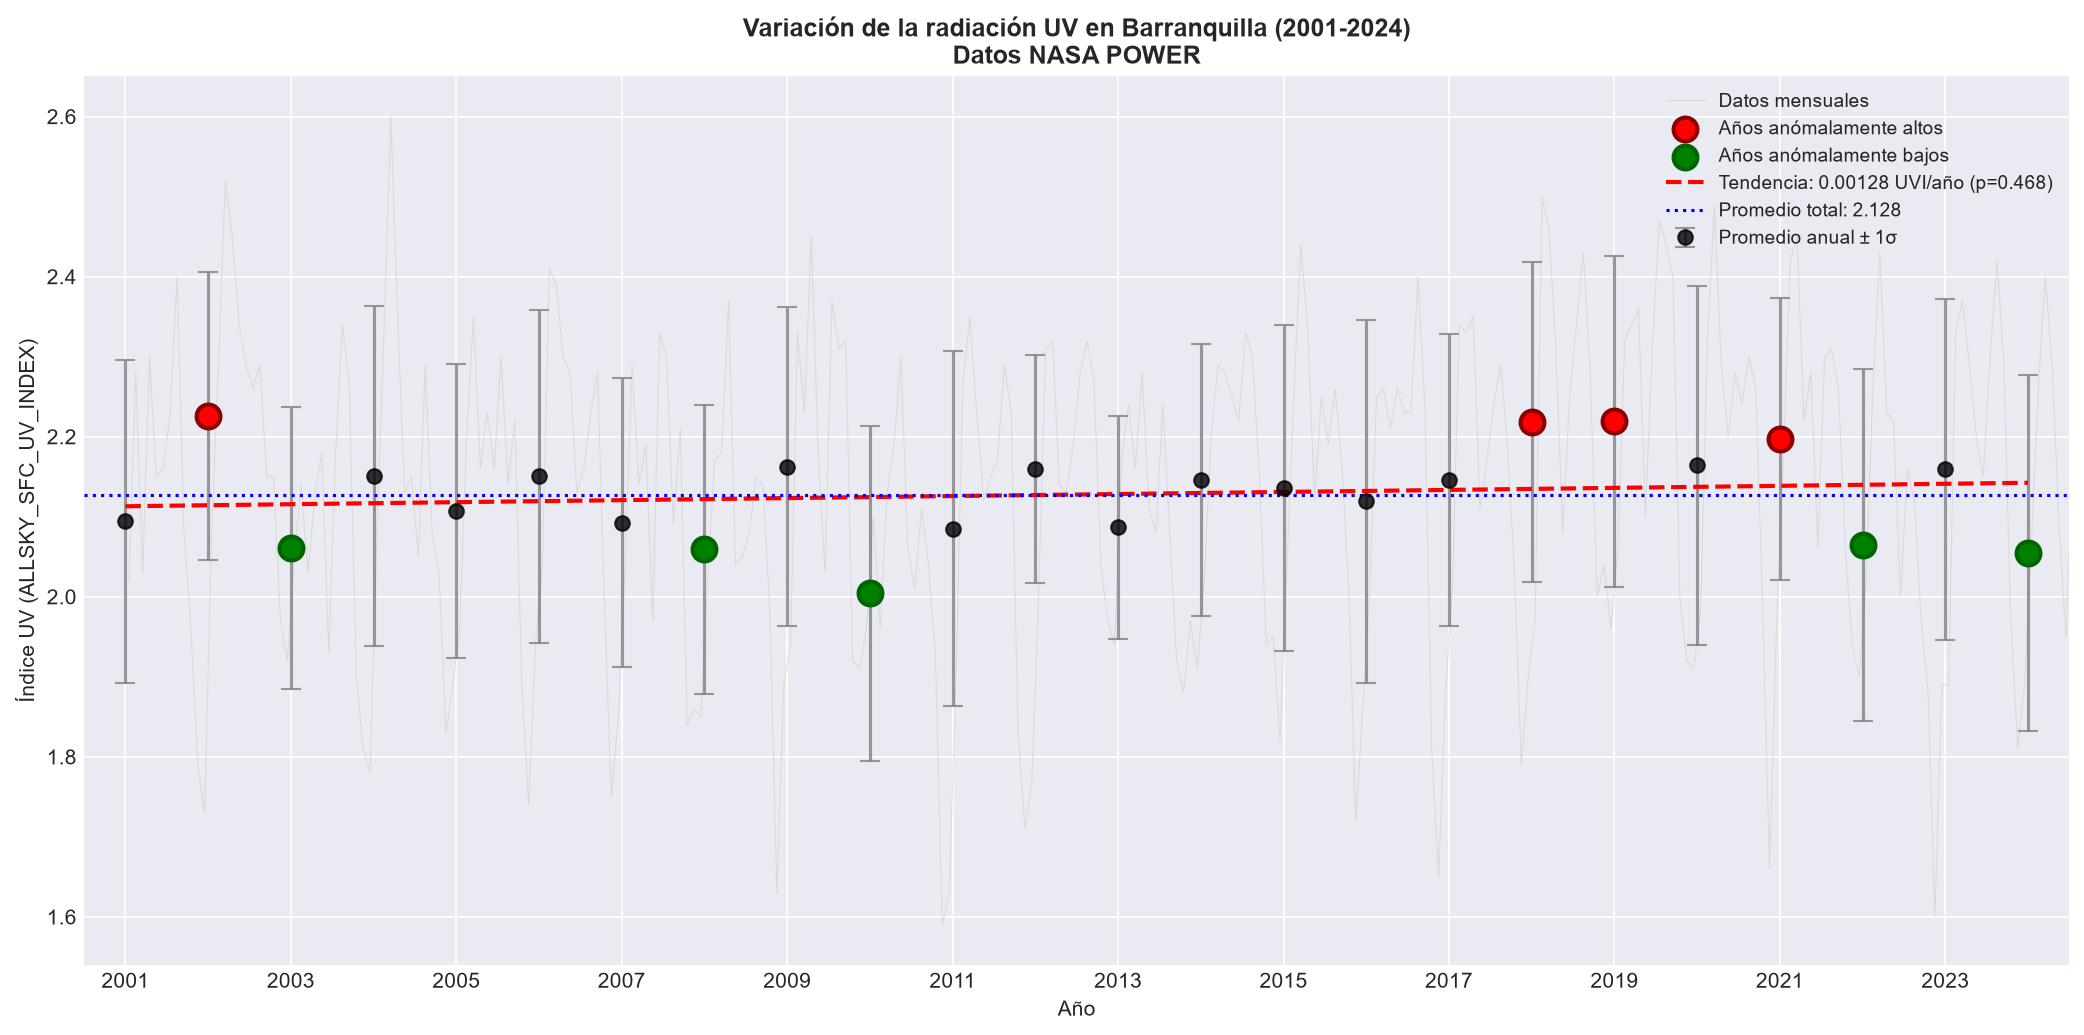 Variación de la radiación UV en Barranquilla (2001-2024)
Datos NASA POWER
Datos mensuales
Años anómalamente altos
Años anómalamente bajos
Tendencia: 0.00128 UVI/año (p=0.468)
Promedio total: 2.128
Promedio anual ± 1σ
Índice UV (ALLSKY_SFC_UV_INDEX)
2.6
2.4
2.2
2.0
1.8
1.6
2001 2003 2005 2007 2009 2011 2013 2015 2017 2019 2021 2023
Año